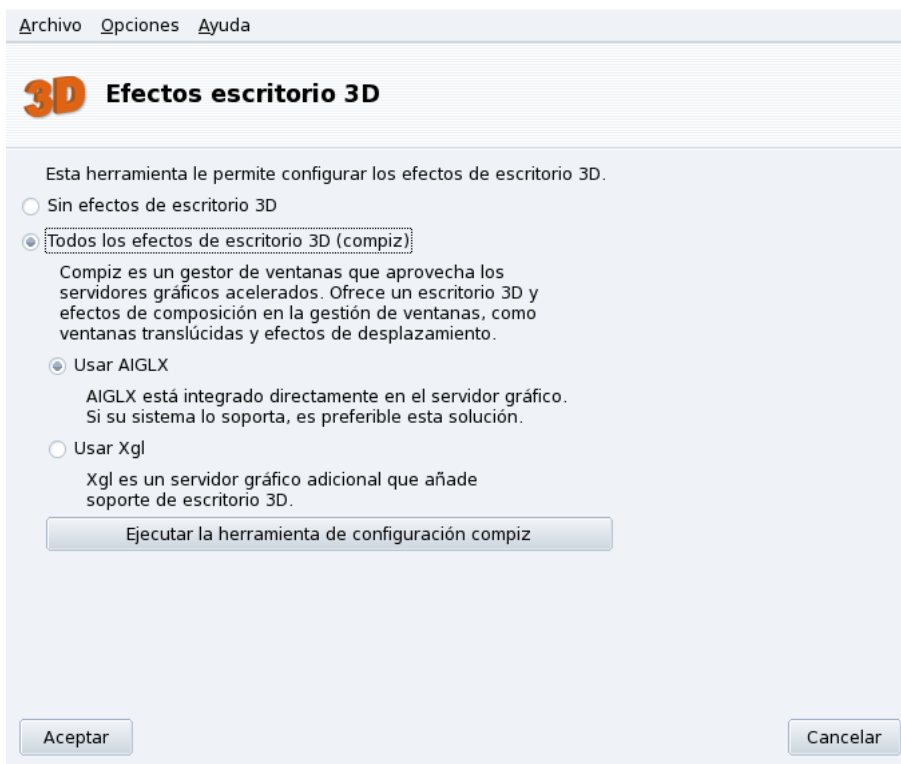 Archivo Opciones Ayuda
3D Efectos escritorio 3D
Esta herramienta le permite configurar los efectos de escritorio 3D.
Sin efectos de escritorio 3D
Todos los efectos de escritorio 3D (compiz)
Compiz es un gestor de ventanas que aprovecha los
servidores gráficos acelerados. Ofrece un escritorio 3D y
efectos de composición en la gestión de ventanas, como
ventanas translúcidas y efectos de desplazamiento.
Usar AIGLX
AIGLX está integrado directamente en el servidor gráfico.
Si su sistema lo soporta, es preferible esta solución.
Usar Xgl
Xgl es un servidor gráfico adicional que añade
soporte de escritorio 3D.
Ejecutar la herramienta de configuración compiz
Aceptar Cancelar